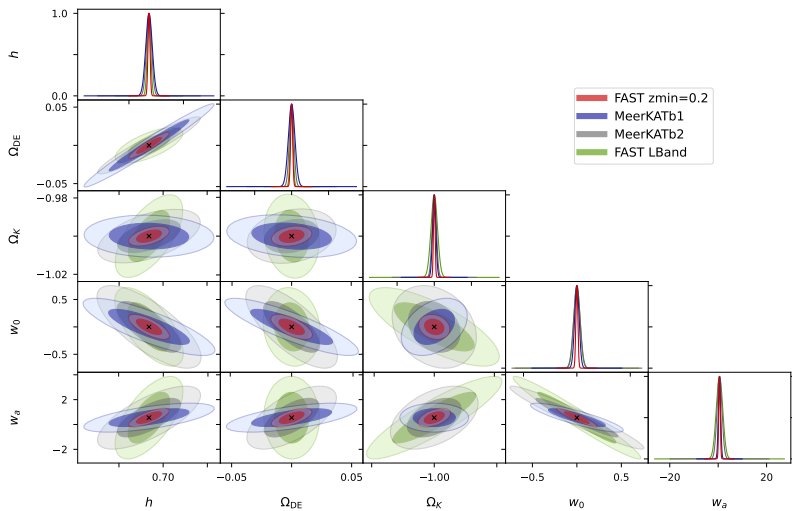 1.0
h
0.0
FAST zmin=0.2
MeerKATb1
MeerKATb2
FAST LBand
0.05
Ω_DE
−0.05
−0.98
Ω_K
−1.02
0.5
w_0
−0.5
2
w_a
−2
0.70
−0.05
0.05
−1.00
−0.5
0.5
−20
20
h
Ω_DE
Ω_K
w_0
w_a